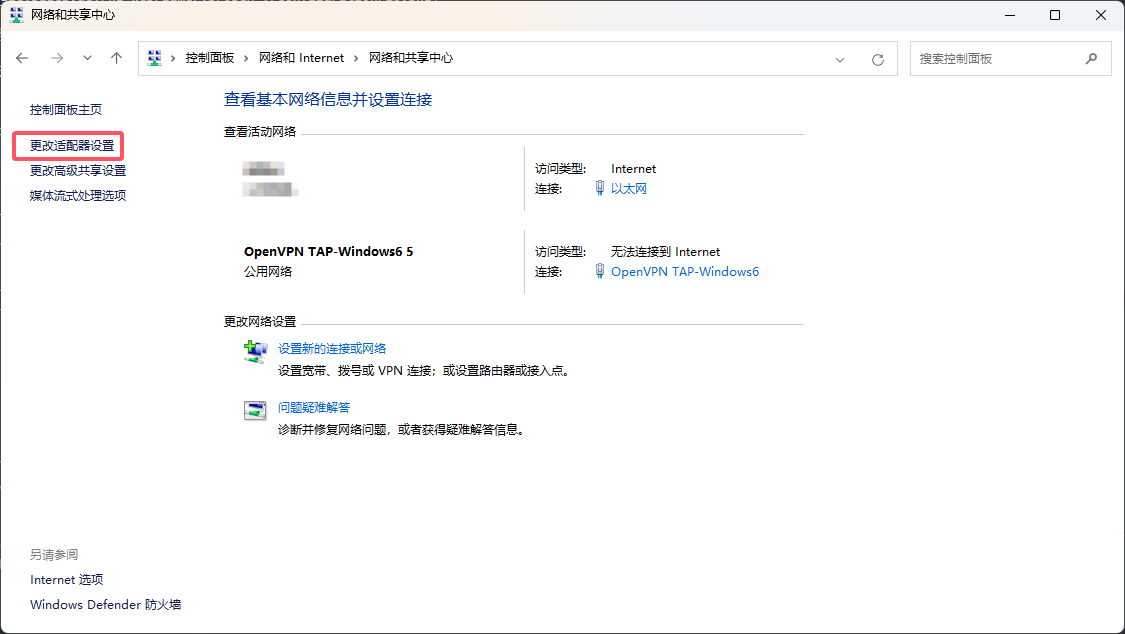 网络和共享中心
控制面板 › 网络和 Internet › 网络和共享中心
搜索控制面板
控制面板主页
更改适配器设置
更改高级共享设置
媒体流式处理选项
查看基本网络信息并设置连接
查看活动网络
访问类型: Internet
连接: 以太网
OpenVPN TAP-Windows6 5
公用网络
访问类型: 无法连接到 Internet
连接: OpenVPN TAP-Windows6
更改网络设置
设置新的连接或网络
设置宽带、拨号或 VPN 连接；或设置路由器或接入点。
问题疑难解答
诊断并修复网络问题，或者获得疑难解答信息。
另请参阅
Internet 选项
Windows Defender 防火墙